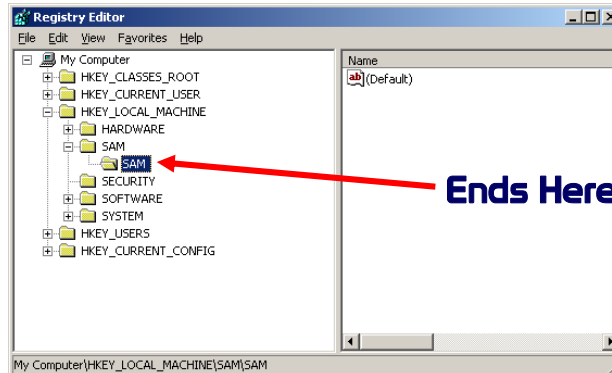 Registry Editor
File Edit View Favorites Help
My Computer
HKEY_CLASSES_ROOT
HKEY_CURRENT_USER
HKEY_LOCAL_MACHINE
HARDWARE
SAM
SAM
SECURITY
SOFTWARE
SYSTEM
HKEY_USERS
HKEY_CURRENT_CONFIG
Name
ab (Default)
Ends Here
My Computer\HKEY_LOCAL_MACHINE\SAM\SAM